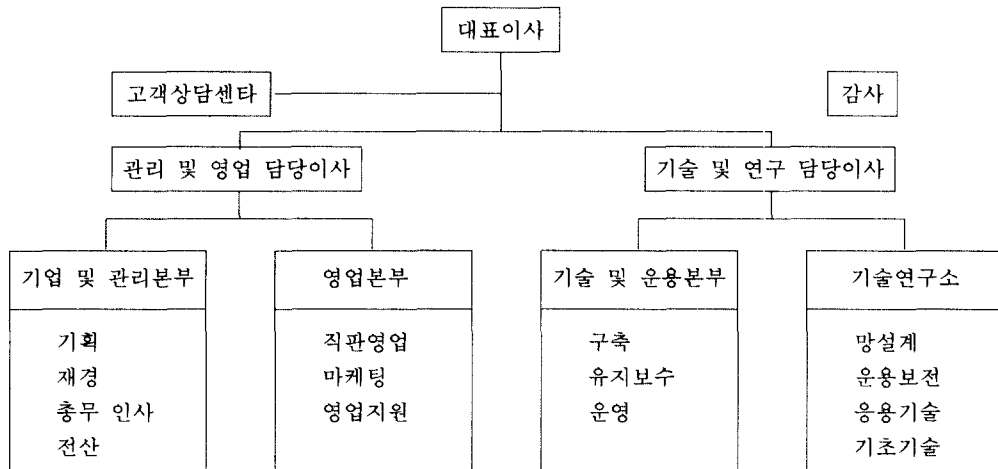 대표이사
고객상담센타
감사
관리 및 영업 담당이사
기술 및 연구 담당이사
기업 및 관리본부
기획
재경
총무 인사
전산
영업본부
직판영업
마케팅
영업지원
기술 및 운용본부
구축
유지보수
운영
기술연구소
망설계
운용보전
응용기술
기초기술